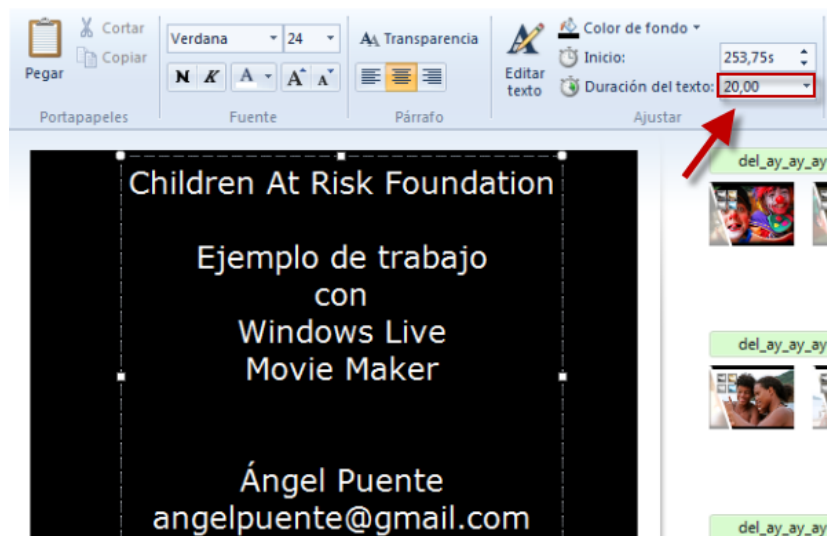 Cortar
Copiar
Pegar
Portapapeles
Verdana
24
N K A A A
Fuente
AA Transparencia
Párrafo
Editar
texto
Color de fondo
Inicio:
253,75s
Duración del texto:
20,00
Ajustar
Children At Risk Foundation
Ejemplo de trabajo
con
Windows Live
Movie Maker
Ángel Puente
angelpuente@gmail.com
del_ay_ay_ay
del_ay_ay_ay
del_ay_ay_ay